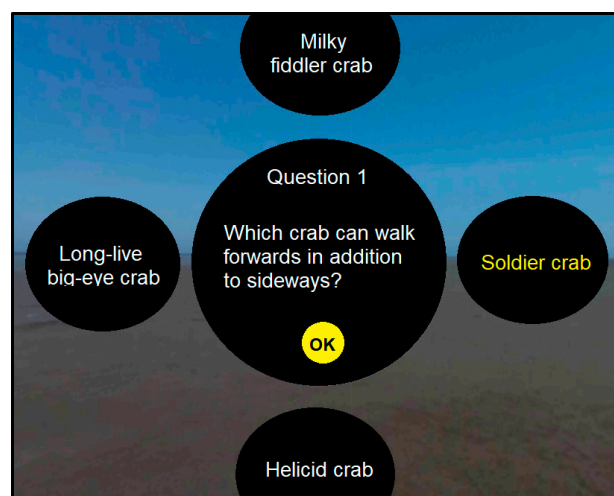 Milky
fiddler crab
Question 1
Which crab can walk
forwards in addition
to sideways?
OK
Long-live
big-eye crab
Soldier crab
Helicid crab